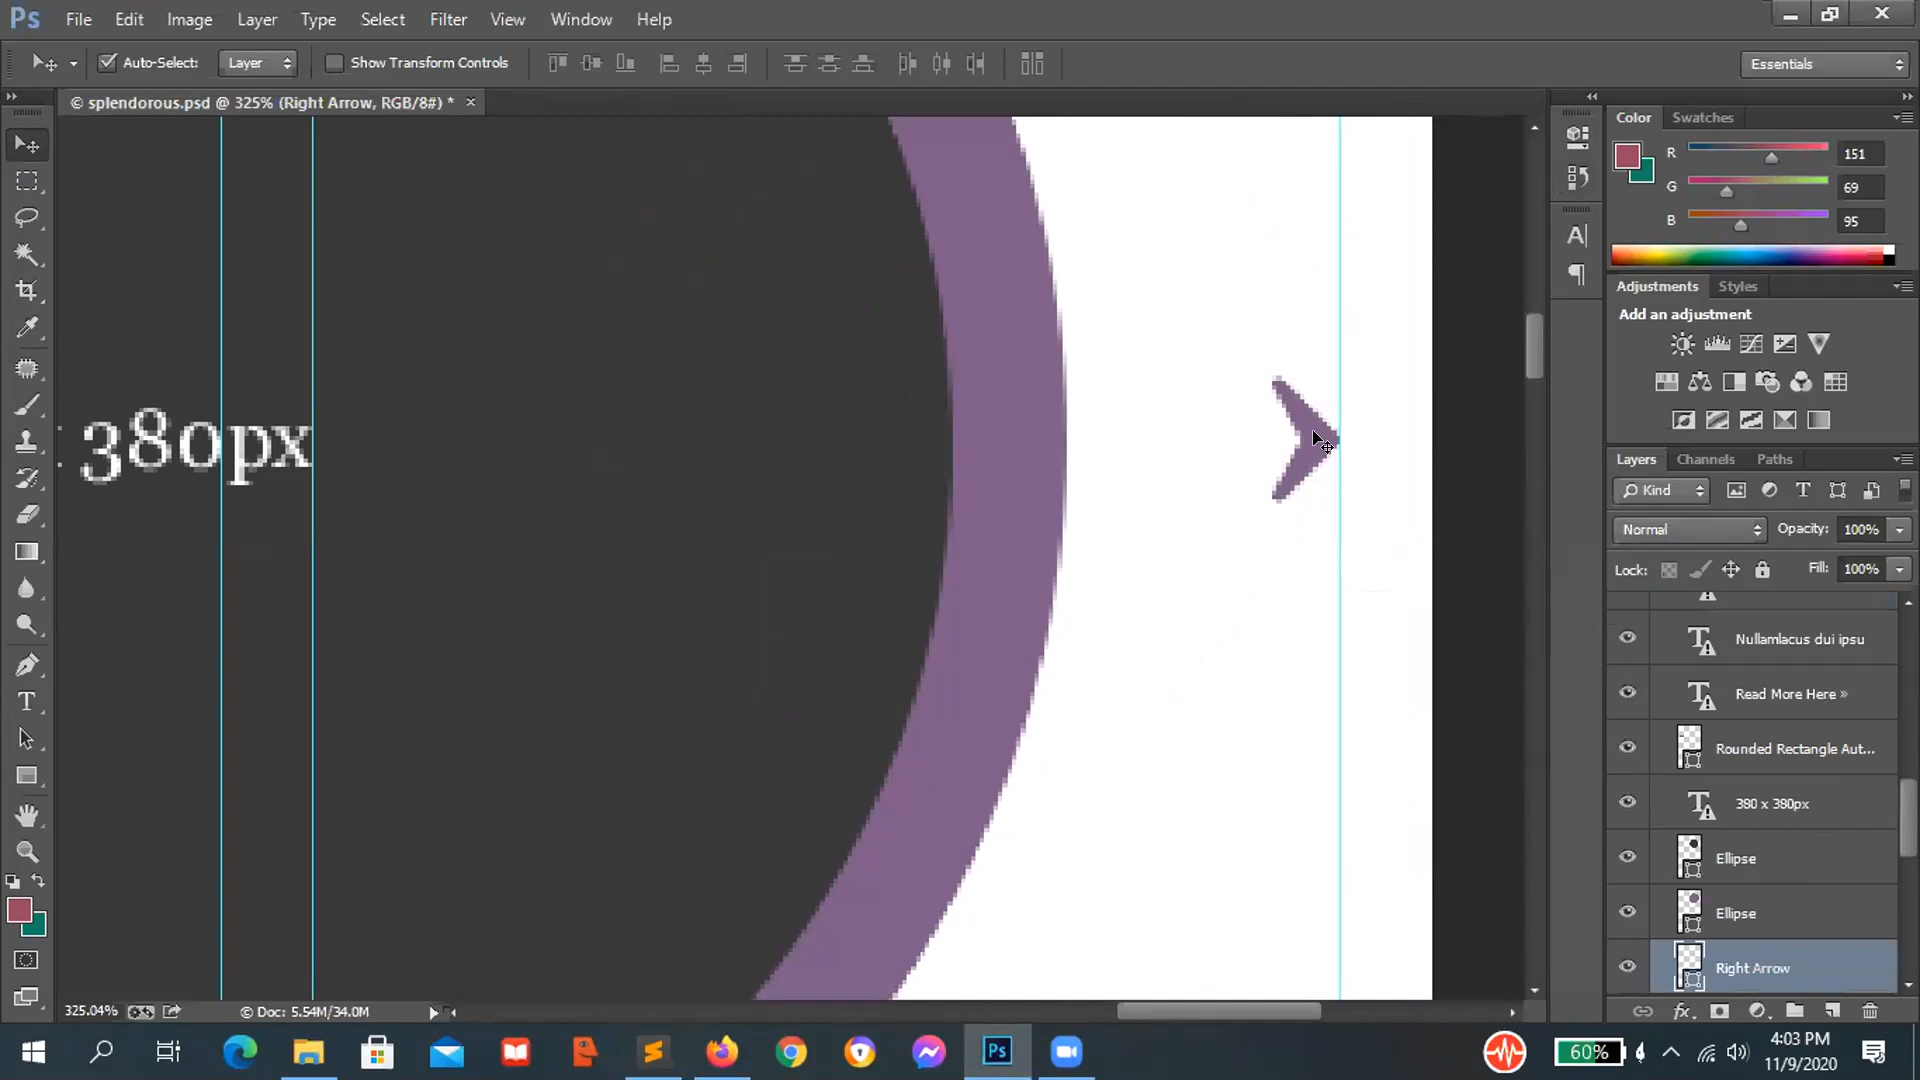 Ps File Edit Image Layer Type Select Filter View Window Help
Auto-Select: Layer Show Transform Controls Essentials
© splendorous.psd @ 325% (Right Arrow, RGB/8#) * ×
Color Swatches
R 151
G 69
B 95
Adjustments Styles
Add an adjustment
380px
Layers Channels Paths
Kind
Normal Opacity: 100%
Lock: Fill: 100%
Nullamlacus dui ipsu
Read More Here »
Rounded Rectangle Aut...
380 x 380px
Ellipse
Ellipse
Right Arrow
325.04% © Doc: 5.54M/34.0M
60% 4:03 PM
11/9/2020